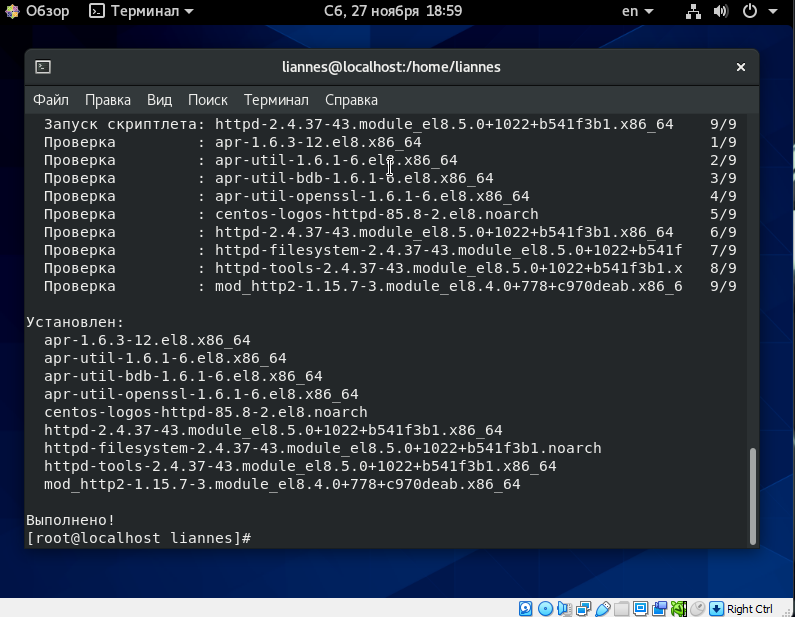 Обзор Терминал Сб, 27 ноября 18:59 en
liannes@localhost:/home/liannes
Файл Правка Вид Поиск Терминал Справка
Запуск скриптлета: httpd-2.4.37-43.module_el8.5.0+1022+b541f3b1.x86_64 9/9
Проверка : apr-1.6.3-12.el8.x86_64 1/9
Проверка : apr-util-1.6.1-6.el8.x86_64 2/9
Проверка : apr-util-bdb-1.6.1-6.el8.x86_64 3/9
Проверка : apr-util-openssl-1.6.1-6.el8.x86_64 4/9
Проверка : centos-logos-httpd-85.8-2.el8.noarch 5/9
Проверка : httpd-2.4.37-43.module_el8.5.0+1022+b541f3b1.x86_64 6/9
Проверка : httpd-filesystem-2.4.37-43.module_el8.5.0+1022+b541f 7/9
Проверка : httpd-tools-2.4.37-43.module_el8.5.0+1022+b541f3b1.x 8/9
Проверка : mod_http2-1.15.7-3.module_el8.4.0+778+c970deab.x86_6 9/9
Установлен:
apr-1.6.3-12.el8.x86_64
apr-util-1.6.1-6.el8.x86_64
apr-util-bdb-1.6.1-6.el8.x86_64
apr-util-openssl-1.6.1-6.el8.x86_64
centos-logos-httpd-85.8-2.el8.noarch
httpd-2.4.37-43.module_el8.5.0+1022+b541f3b1.x86_64
httpd-filesystem-2.4.37-43.module_el8.5.0+1022+b541f3b1.noarch
httpd-tools-2.4.37-43.module_el8.5.0+1022+b541f3b1.x86_64
mod_http2-1.15.7-3.module_el8.4.0+778+c970deab.x86_64
Выполнено!
[root@localhost liannes]#
Right Ctrl